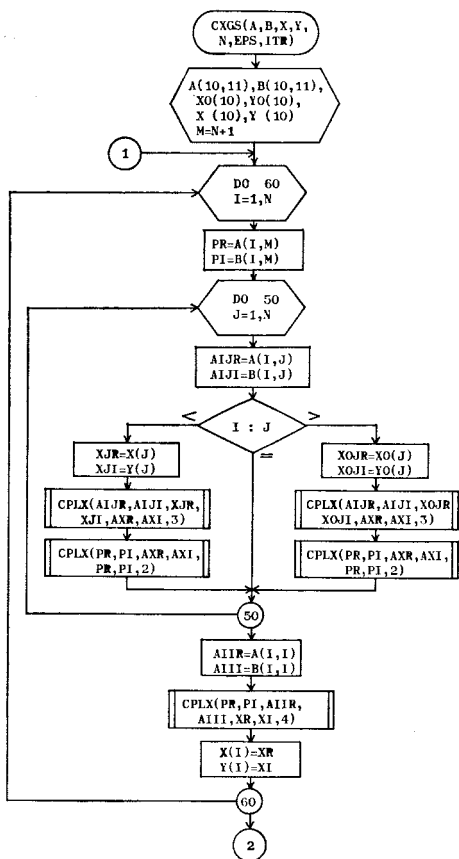 CXGS(A,B,X,Y,
N,EPS,ITR)
A(10,11),B(10,11),
XO(10),YO(10),
X (10),Y (10)
M=N+1
1
DO 60
I=1,N
PR=A(I,M)
PI=B(I,M)
DO 50
J=1,N
AIJR=A(I,J)
AIJI=B(I,J)
<
I : J
>
=
XJR=X(J)
XJI=Y(J)
XOJR=XO(J)
XOJI=YO(J)
CPLX(AIJR,AIJI,XJR,
XJI,AXR,AXI,3)
CPLX(AIJR,AIJI,XOJR
XOJI,AXR,AXI,3)
CPLX(PR,PI,AXR,AXI,
PR,PI,2)
CPLX(PR,PI,AXR,AXI,
PR,PI,2)
50
AIIR=A(I,I)
AIII=B(I,I)
CPLX(PR,PI,AIIR,
AIII,XR,XI,4)
X(I)=XR
Y(I)=XI
60
2